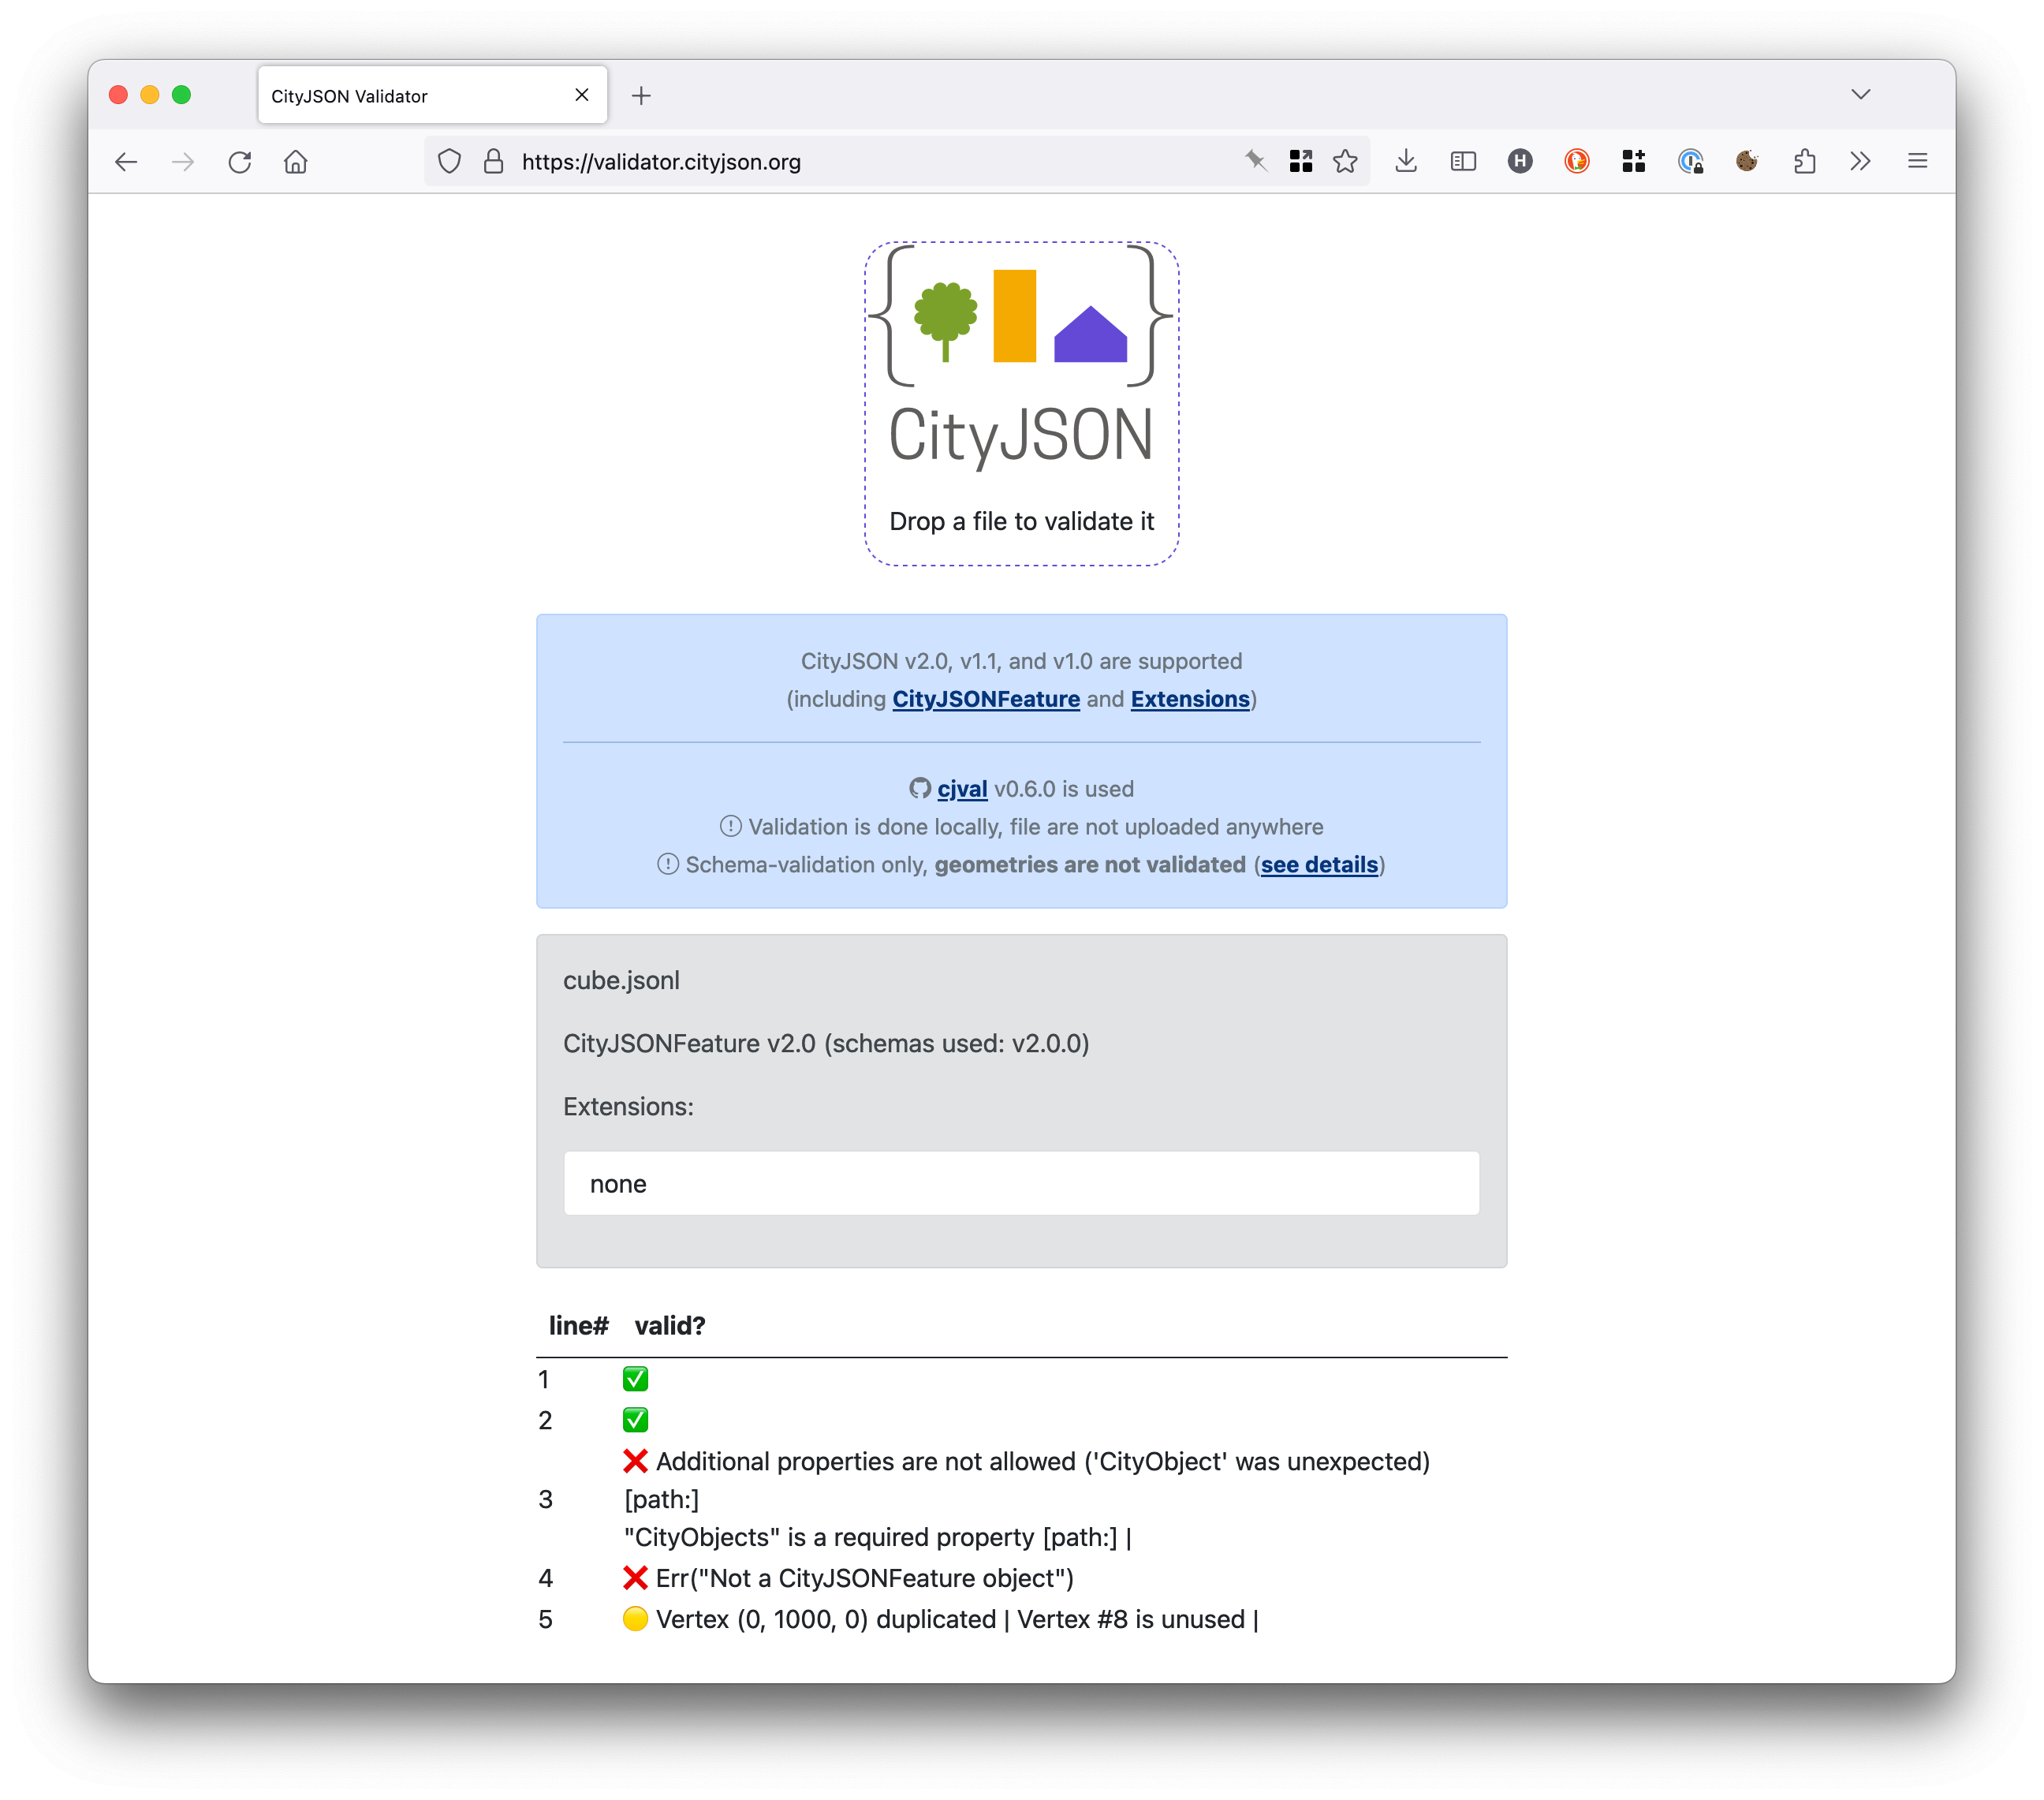 CityJSON Validator
https://validator.cityjson.org
H
CityJSON
Drop a file to validate it
CityJSON v2.0, v1.1, and v1.0 are supported
(including CityJSONFeature and Extensions)
cjval v0.6.0 is used
Validation is done locally, file are not uploaded anywhere
Schema-validation only, geometries are not validated (see details)
cube.jsonl
CityJSONFeature v2.0 (schemas used: v2.0.0)
Extensions:
none
line# valid?
1 ✅
2 ✅
❌ Additional properties are not allowed ('CityObject' was unexpected)
3 [path:]
"CityObjects" is a required property [path:] |
4 ❌ Err("Not a CityJSONFeature object")
5 🟡 Vertex (0, 1000, 0) duplicated | Vertex #8 is unused |